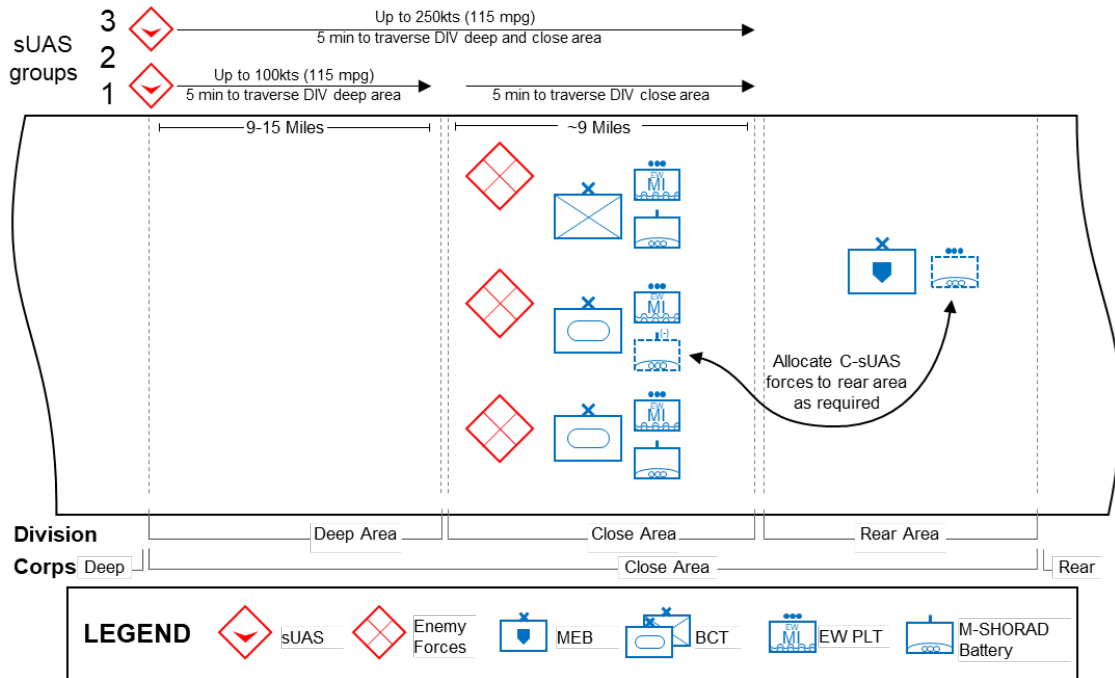 3
sUAS
groups
2
1
Up to 250kts (115 mpg)
5 min to traverse DIV deep and close area
Up to 100kts (115 mpg)
5 min to traverse DIV deep area
5 min to traverse DIV close area
9-15 Miles
~9 Miles
EW
MI
EW
MI
(-)
EW
MI
Allocate C-sUAS
forces to rear area
as required
Division
Deep Area
Close Area
Rear Area
Corps
Deep
Close Area
Rear
LEGEND
sUAS
Enemy
Forces
MEB
BCT
EW
MI
EW PLT
M-SHORAD
Battery